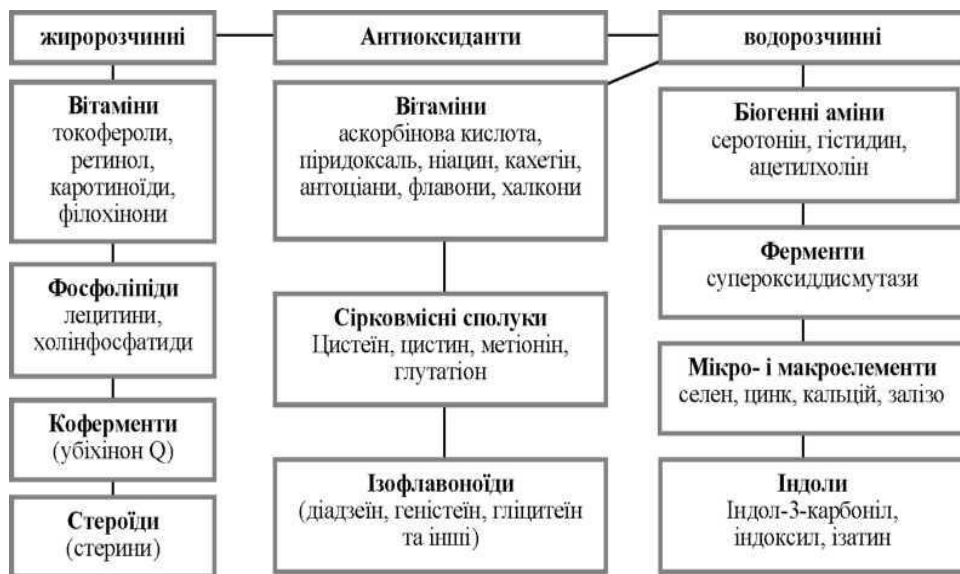 жиророзчинні
Антиоксиданти
водорозчинні
Вітаміни
токофероли,
ретинол,
каротиноїди,
філохінони
Фосфоліпіди
лецитини,
холінфосфатиди
Коферменти
(убіхінон Q)
Стероїди
(стерини)
Вітаміни
аскорбінова кислота,
піридоксаль, ніацин, кахетін,
антоціани, флавони, халкони
Сірковмісні сполуки
Цистеїн, цистин, метіонін,
глутатіон
Ізофлавоноїди
(діадзеїн, геністеїн, гліцитеїн
та інші)
Біогенні аміни
серотонін, гістидин,
ацетилхолін
Ферменти
супероксиддисмутази
Мікро- і макроелементи
селен, цинк, кальцій, залізо
Індоли
Індол-3-карбоніл,
індоксил, ізатин